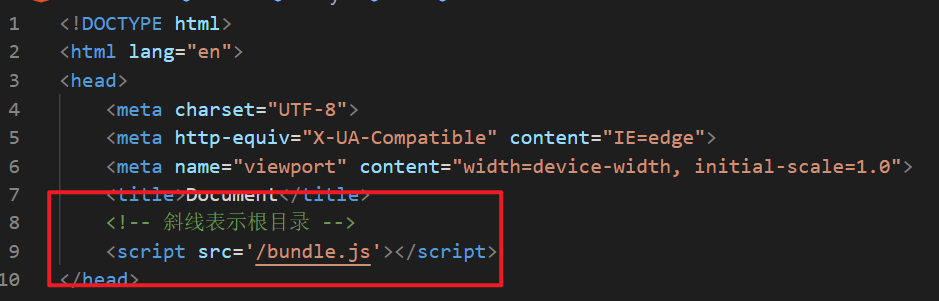 1 <!DOCTYPE html>
2 <html lang="en">
3 <head>
4 <meta charset="UTF-8">
5 <meta http-equiv="X-UA-Compatible" content="IE=edge">
6 <meta name="viewport" content="width=device-width, initial-scale=1.0">
7 <title>Document</title>
8 <!-- 斜线表示根目录 -->
9 <script src='/bundle.js'></script>
10 </head>